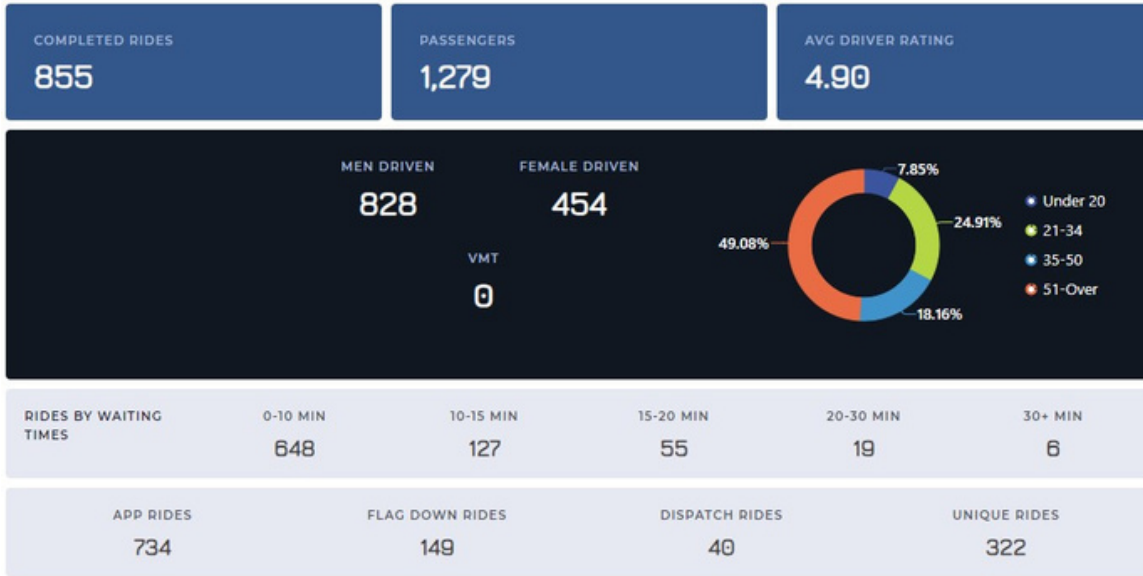 COMPLETED RIDES
855
PASSENGERS
1,279
AVG DRIVER RATING
4.90
MEN DRIVEN
828
FEMALE DRIVEN
454
VMT
0
7.85%
24.91%
18.16%
49.08%
Under 20
21-34
35-50
51-Over
RIDES BY WAITING
TIMES
0-10 MIN
648
10-15 MIN
127
15-20 MIN
55
20-30 MIN
19
30+ MIN
6
APP RIDES
734
FLAG DOWN RIDES
149
DISPATCH RIDES
40
UNIQUE RIDES
322